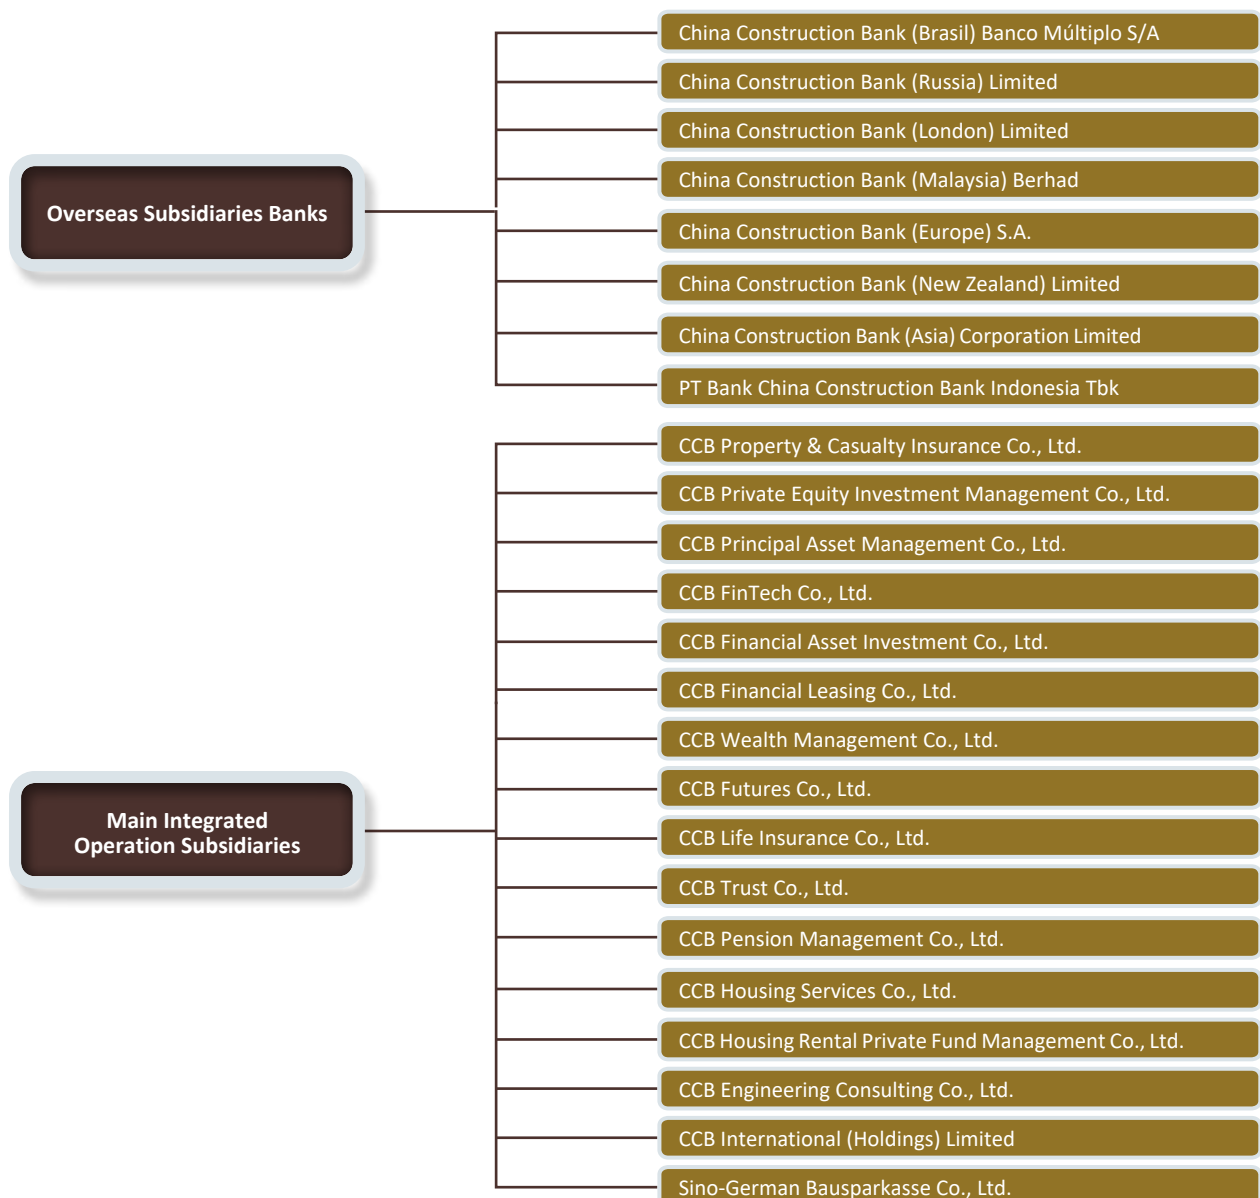 Overseas Subsidiaries Banks
China Construction Bank (Brasil) Banco Múltiplo S/A
China Construction Bank (Russia) Limited
China Construction Bank (London) Limited
China Construction Bank (Malaysia) Berhad
China Construction Bank (Europe) S.A.
China Construction Bank (New Zealand) Limited
China Construction Bank (Asia) Corporation Limited
PT Bank China Construction Bank Indonesia Tbk
Main Integrated
Operation Subsidiaries
CCB Property & Casualty Insurance Co., Ltd.
CCB Private Equity Investment Management Co., Ltd.
CCB Principal Asset Management Co., Ltd.
CCB FinTech Co., Ltd.
CCB Financial Asset Investment Co., Ltd.
CCB Financial Leasing Co., Ltd.
CCB Wealth Management Co., Ltd.
CCB Futures Co., Ltd.
CCB Life Insurance Co., Ltd.
CCB Trust Co., Ltd.
CCB Pension Management Co., Ltd.
CCB Housing Services Co., Ltd.
CCB Housing Rental Private Fund Management Co., Ltd.
CCB Engineering Consulting Co., Ltd.
CCB International (Holdings) Limited
Sino-German Bausparkasse Co., Ltd.